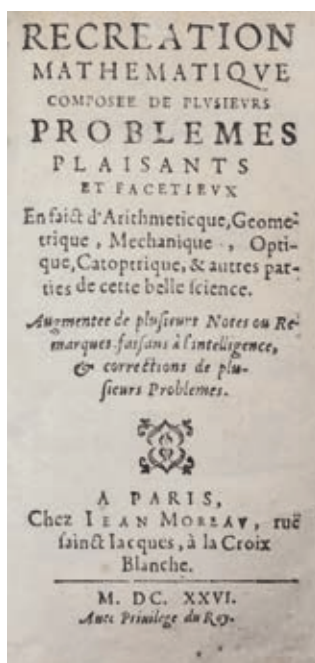 RECREATION
MATHEMATIQVE
COMPOSEE DE PLVSIEVRS
PROBLEMES
PLAISANTS
ET FACETIEVX
En faict d'Arithmeticque, Geome-
trique, Mechanique, Opti-
que, Catoptrique, & autres par-
ties de cette belle science.
Augmentee de plusieurs Notes ou Re-
marques faisans à l'intelligence,
& corrections de plu-
sieurs Problemes.
A PARIS,
Chez IEAN MOREAV, ruë
sainct Iacques, à la Croix
Blanche.
M. DC. XXVI.
Auec Priuilege du Roy.